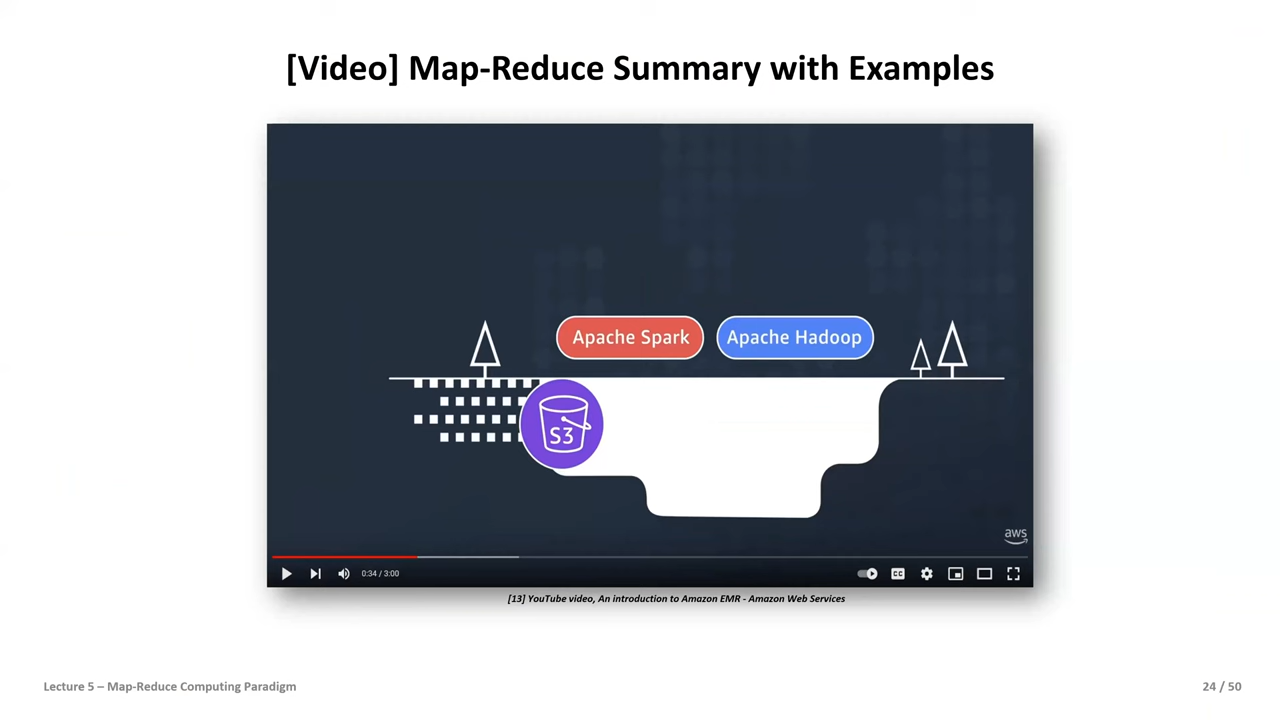 [Video] Map-Reduce Summary with Examples
Apache Spark
Apache Hadoop
S3
aws
0:34 / 3:00
CC
[13] YouTube video, An introduction to Amazon EMR - Amazon Web Services
Lecture 5 – Map-Reduce Computing Paradigm
24 / 50